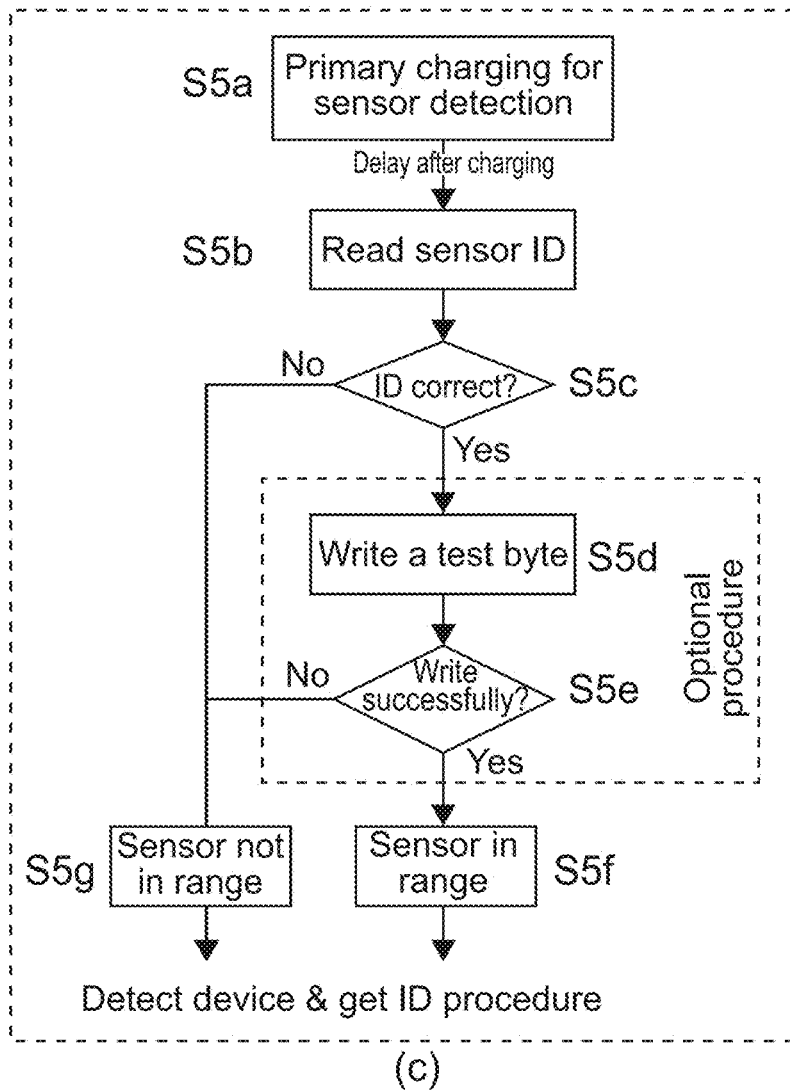 S5a
Primary charging for
sensor detection
Delay after charging
S5b
Read sensor ID
No
ID correct?
S5c
Yes
Write a test byte
S5d
Optional
procedure
No
Write
successfully?
S5e
Yes
S5g
Sensor not
in range
Sensor in
range
S5f
Detect device & get ID procedure
(c)